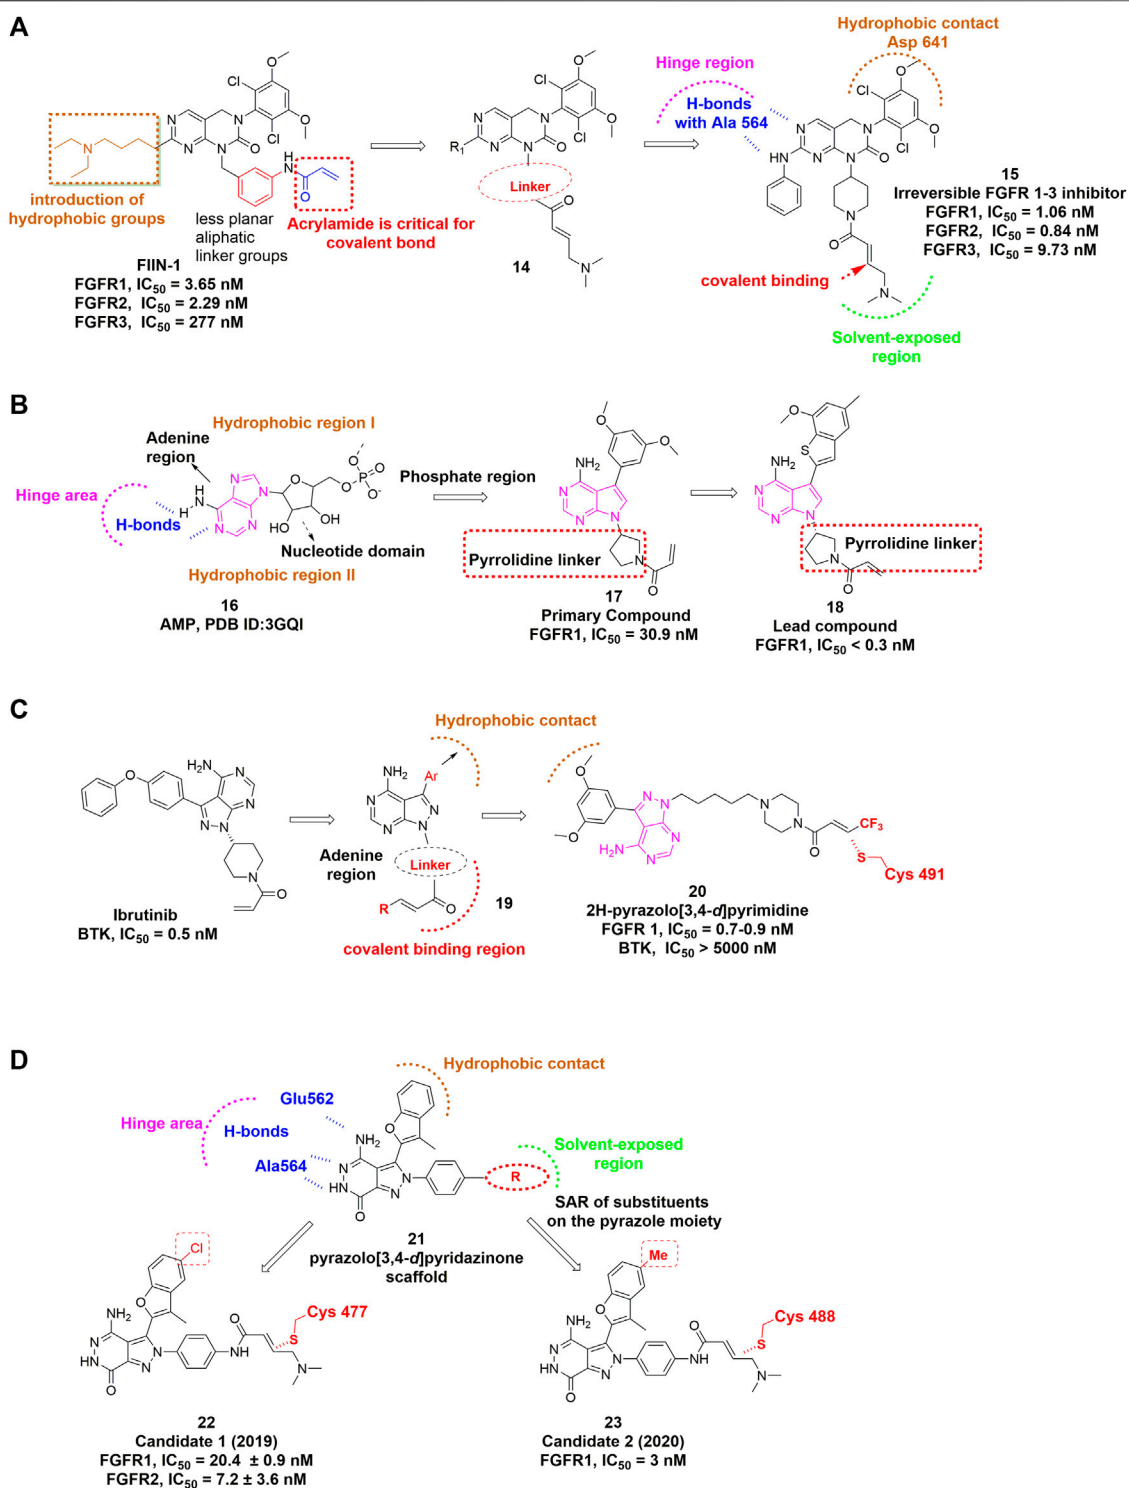 A
Hydrophobic contact
Asp 641
Hinge region
H-bonds
with Ala 564
introduction of
hydrophobic groups
less planar
aliphatic
linker groups
Acrylamide is critical for
covalent bond
FIIN-1
FGFR1, IC50 = 3.65 nM
FGFR2, IC50 = 2.29 nM
FGFR3, IC50 = 277 nM
R1
Linker
14
15
Irreversible FGFR 1-3 inhibitor
FGFR1, IC50 = 1.06 nM
FGFR2, IC50 = 0.84 nM
FGFR3, IC50 = 9.73 nM
covalent binding
Solvent-exposed
region
B
Hydrophobic region I
Adenine
region
Hinge area
H-bonds
Phosphate region
Nucleotide domain
Hydrophobic region II
16
AMP, PDB ID:3GQI
Pyrrolidine linker
17
Primary Compound
FGFR1, IC50 = 30.9 nM
Pyrrolidine linker
18
Lead compound
FGFR1, IC50 < 0.3 nM
C
Hydrophobic contact
Ar
Adenine
region
Linker
R
19
covalent binding region
Ibrutinib
BTK, IC50 = 0.5 nM
CF3
S
Cys 491
20
2H-pyrazolo[3,4-d]pyrimidine
FGFR 1, IC50 = 0.7-0.9 nM
BTK, IC50 > 5000 nM
D
Hydrophobic contact
Glu562
Hinge area
H-bonds
Ala564
Solvent-exposed
region
R
SAR of substituents
on the pyrazole moiety
21
pyrazolo[3,4-d]pyridazinone
scaffold
Cl
Cys 477
S
22
Candidate 1 (2019)
FGFR1, IC50 = 20.4 ± 0.9 nM
FGFR2, IC50 = 7.2 ± 3.6 nM
Me
Cys 488
S
23
Candidate 2 (2020)
FGFR1, IC50 = 3 nM